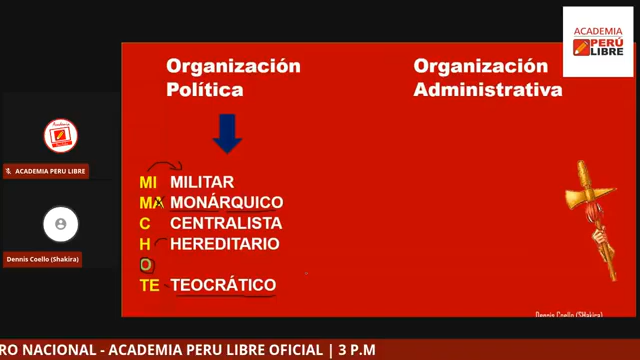 ACADEMIA
PERÚ
LIBRE
Organización
Política
Organización
Administrativa
MI MILITAR
MA MONÁRQUICO
C CENTRALISTA
H HEREDITARIO
O
TE TEOCRÁTICO
ACADEMIA PERU LIBRE
Dennis Coello (Shakira)
Dennis Coello (SHakira)
RO NACIONAL - ACADEMIA PERU LIBRE OFICIAL | 3 P.M